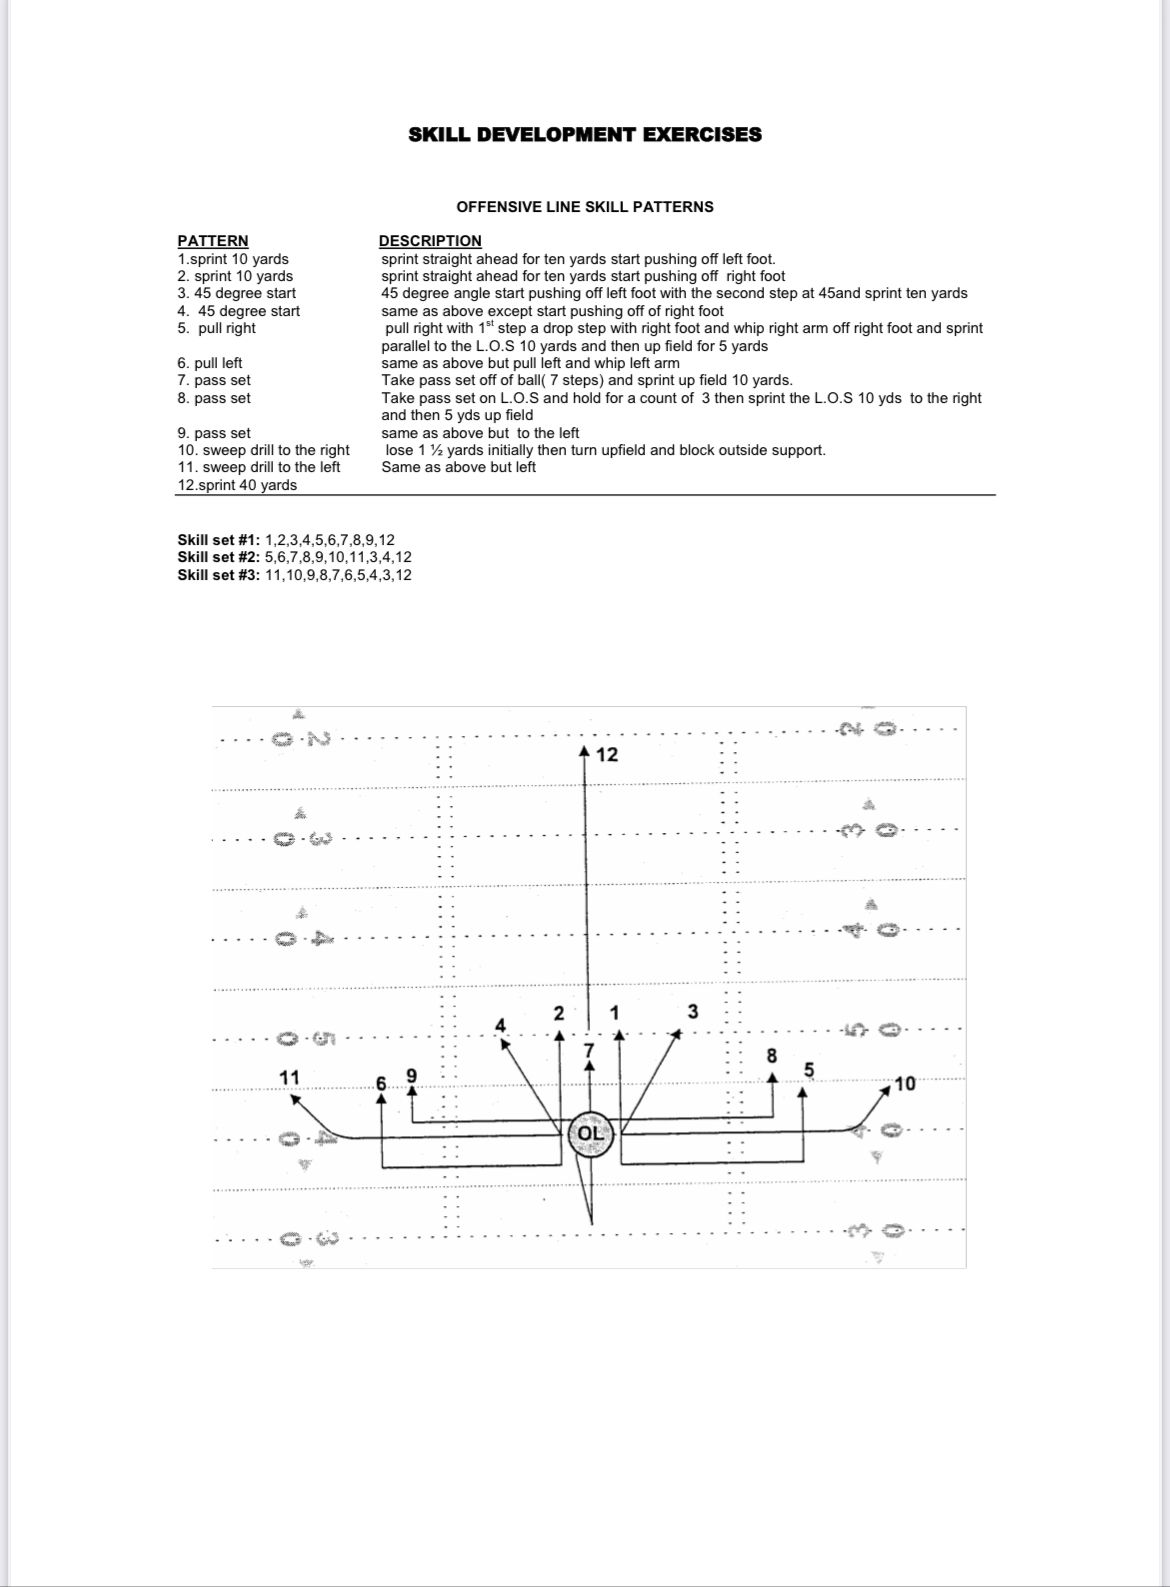 SKILL DEVELOPMENT EXERCISES
OFFENSIVE LINE SKILL PATTERNS
PATTERN DESCRIPTION
1.sprint 10 yards sprint straight ahead for ten yards start pushing off left foot.
2. sprint 10 yards sprint straight ahead for ten yards start pushing off right foot
3. 45 degree start 45 degree angle start pushing off left foot with the second step at 45and sprint ten yards
4. 45 degree start same as above except start pushing off of right foot
5. pull right pull right with 1st step a drop step with right foot and whip right arm off right foot and sprint
parallel to the L.O.S 10 yards and then up field for 5 yards
6. pull left same as above but pull left and whip left arm
7. pass set Take pass set off of ball( 7 steps) and sprint up field 10 yards.
8. pass set Take pass set on L.O.S and hold for a count of 3 then sprint the L.O.S 10 yds to the right
and then 5 yds up field
9. pass set same as above but to the left
10. sweep drill to the right lose 1 ½ yards initially then turn upfield and block outside support.
11. sweep drill to the left Same as above but left
12.sprint 40 yards
Skill set #1: 1,2,3,4,5,6,7,8,9,12
Skill set #2: 5,6,7,8,9,10,11,3,4,12
Skill set #3: 11,10,9,8,7,6,5,4,3,12
0 2 2 0
12
0 3 3 0
0 4 4 0
4 2 1 3
0 5 7 5 0
11 6 9 8 5 10
0 4 OL 4 0
0 3 3 0